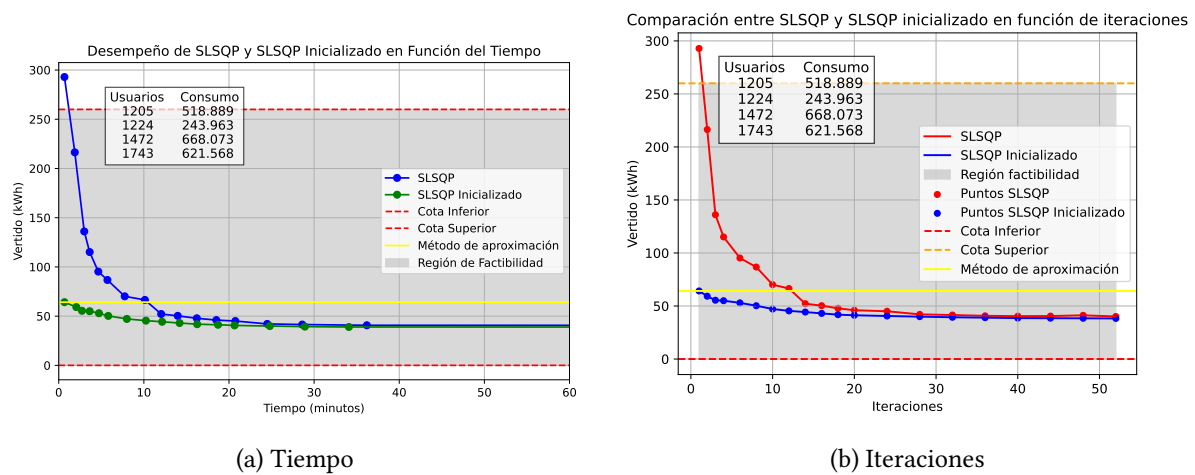 Desempeño de SLSQP y SLSQP Inicializado en Función del Tiempo
300
250
200
150
100
50
0
Vertido (kWh)
Usuarios Consumo
1205 518.889
1224 243.963
1472 668.073
1743 621.568
SLSQP
SLSQP Inicializado
Cota Inferior
Cota Superior
Método de aproximación
Región de Factibilidad
0 10 20 30 40 50 60
Tiempo (minutos)
(a) Tiempo
Comparación entre SLSQP y SLSQP inicializado en función de iteraciones
300
250
200
150
100
50
0
Vertido (kWh)
Usuarios Consumo
1205 518.889
1224 243.963
1472 668.073
1743 621.568
SLSQP
SLSQP Inicializado
Región factibilidad
Puntos SLSQP
Puntos SLSQP Inicializado
Cota Inferior
Cota Superior
Método de aproximación
0 10 20 30 40 50
Iteraciones
(b) Iteraciones